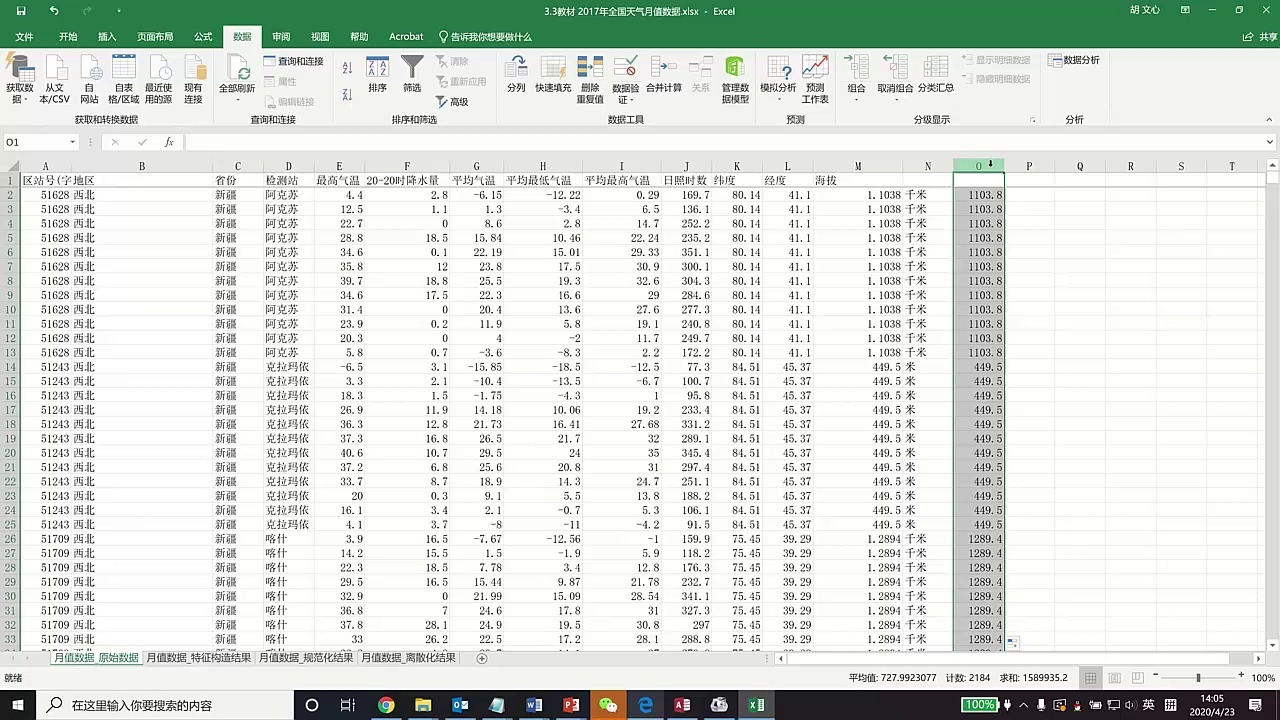 3.3教材 2017年全国天气月值数据.xlsx - Excel
胡 文心
文件 开始 插入 页面布局 公式 数据 审阅 视图 帮助 Acrobat 告诉我你想要做什么 共享
获取数据 从文本/CSV 自网站 自表格/区域 最近使用的源 现有连接 全部刷新 查询和连接 属性 编辑链接 排序 筛选 清除 重新应用 高级 分列 快速填充 删除重复值 数据验证 合并计算 关系 管理数据模型 模拟分析 预测工作表 组合 取消组合 分类汇总 显示明细数据 隐藏明细数据 数据分析
获取和转换数据 查询和连接 排序和筛选 数据工具 预测 分级显示 分析
O1 fx
A B C D E F G H I J K L M N O P Q R S T
1 区站号(字 地区 省份 检测站 最高气温 20-20时降水量 平均气温 平均最低气温 平均最高气温 日照时数 纬度 经度 海拔
2 51628 西北 新疆 阿克苏 4.4 2.8 -6.15 -12.22 0.29 169.7 80.14 41.1 1.1038 千米 1103.8
3 51628 西北 新疆 阿克苏 12.5 1.1 1.3 -3.4 6.5 136.1 80.14 41.1 1.1038 千米 1103.8
4 51628 西北 新疆 阿克苏 22.7 0 8.6 2.8 14.7 252.2 80.14 41.1 1.1038 千米 1103.8
5 51628 西北 新疆 阿克苏 28.8 18.5 15.84 10.46 22.24 235.2 80.14 41.1 1.1038 千米 1103.8
6 51628 西北 新疆 阿克苏 34.6 0.1 22.19 15.01 29.33 351.1 80.14 41.1 1.1038 千米 1103.8
7 51628 西北 新疆 阿克苏 35.8 12 23.8 17.5 30.9 300.1 80.14 41.1 1.1038 千米 1103.8
8 51628 西北 新疆 阿克苏 39.7 18.8 25.5 19.3 32.6 304.3 80.14 41.1 1.1038 千米 1103.8
9 51628 西北 新疆 阿克苏 34.6 17.5 22.3 16.6 29 284.6 80.14 41.1 1.1038 千米 1103.8
10 51628 西北 新疆 阿克苏 31.4 0 20.4 13.6 27.6 277.3 80.14 41.1 1.1038 千米 1103.8
11 51628 西北 新疆 阿克苏 23.9 0.2 11.9 5.8 19.1 240.8 80.14 41.1 1.1038 千米 1103.8
12 51628 西北 新疆 阿克苏 20.3 0 4 -2 11.7 249.7 80.14 41.1 1.1038 千米 1103.8
13 51628 西北 新疆 阿克苏 5.8 0.7 -3.6 -8.3 2.2 172.2 80.14 41.1 1.1038 千米 1103.8
14 51243 西北 新疆 克拉玛依 -6.5 3.1 -15.85 -18.5 -12.5 77.3 84.51 45.37 449.5 米 449.5
15 51243 西北 新疆 克拉玛依 3.3 2.1 -10.4 -13.5 -6.7 100.7 84.51 45.37 449.5 米 449.5
16 51243 西北 新疆 克拉玛依 18.3 1.5 -1.75 -4.3 1 95.8 84.51 45.37 449.5 米 449.5
17 51243 西北 新疆 克拉玛依 26.9 11.9 14.18 10.06 19.2 233.4 84.51 45.37 449.5 米 449.5
18 51243 西北 新疆 克拉玛依 36.3 12.8 21.73 16.41 27.68 331.2 84.51 45.37 449.5 米 449.5
19 51243 西北 新疆 克拉玛依 37.3 16.8 26.5 21.7 32 289.1 84.51 45.37 449.5 米 449.5
20 51243 西北 新疆 克拉玛依 40.6 10.7 29.5 24 35 345.4 84.51 45.37 449.5 米 449.5
21 51243 西北 新疆 克拉玛依 37.2 6.8 25.6 20.8 31 297.4 84.51 45.37 449.5 米 449.5
22 51243 西北 新疆 克拉玛依 33.7 8.7 18.9 14.3 24.7 251.1 84.51 45.37 449.5 米 449.5
23 51243 西北 新疆 克拉玛依 20 0.3 9.1 5.5 13.8 188.2 84.51 45.37 449.5 米 449.5
24 51243 西北 新疆 克拉玛依 16.1 3.4 2.1 -0.7 5.3 106.1 84.51 45.37 449.5 米 449.5
25 51243 西北 新疆 克拉玛依 4.1 3.7 -8 -11 -4.2 91.5 84.51 45.37 449.5 米 449.5
26 51709 西北 新疆 喀什 3.9 16.5 -7.67 -12.56 -1 159.9 75.45 39.29 1.2894 千米 1289.4
27 51709 西北 新疆 喀什 14.2 15.5 1.5 -1.9 5.9 118.2 75.45 39.29 1.2894 千米 1289.4
28 51709 西北 新疆 喀什 22.3 18.5 7.78 3.4 12.8 176.3 75.45 39.29 1.2894 千米 1289.4
29 51709 西北 新疆 喀什 29.5 16.5 15.44 9.87 21.78 232.7 75.45 39.29 1.2894 千米 1289.4
30 51709 西北 新疆 喀什 32.9 0 21.99 15.09 28.54 341.1 75.45 39.29 1.2894 千米 1289.4
31 51709 西北 新疆 喀什 36.8 7 24.6 17.8 31 327.3 75.45 39.29 1.2894 千米 1289.4
32 51709 西北 新疆 喀什 37.8 28.1 24.9 19.5 30.8 297 75.45 39.29 1.2894 千米 1289.4
33 51709 西北 新疆 喀什 33 26.2 22.5 17.2 28.1 288.8 75.45 39.29 1.2894 千米 1289.4
月值数据_原始数据 月值数据_特征构造结果 月值数据_规范化结果 月值数据_离散化结果
就绪 平均值: 727.9923077 计数: 2184 求和: 1589935.2 100%
在这里输入你要搜索的内容 100% 英 14:05
2020/4/23